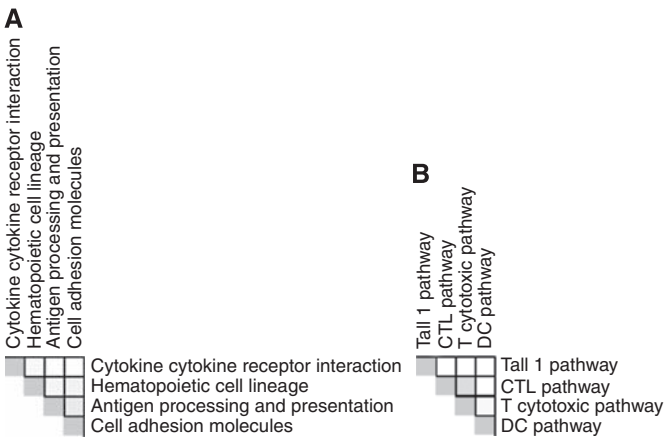 A
Cytokine cytokine receptor interaction
Hematopoietic cell lineage
Antigen processing and presentation
Cell adhesion molecules
Cytokine cytokine receptor interaction
Hematopoietic cell lineage
Antigen processing and presentation
Cell adhesion molecules
B
Tall 1 pathway
CTL pathway
T cytotoxic pathway
DC pathway
Tall 1 pathway
CTL pathway
T cytotoxic pathway
DC pathway